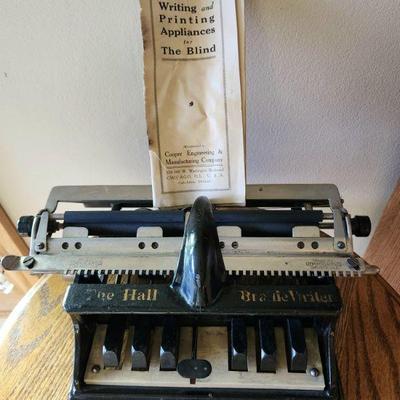 Writing and
Printing
Appliances
for
The Blind
Cooper Engineering &
Manufacturing Company
CHICAGO, ILL., U. S. A.
The Hall Braille Writer